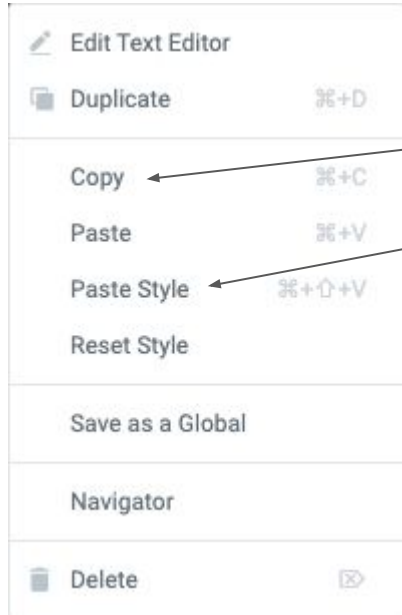 Edit Text Editor
Duplicate ⌘+D
Copy ⌘+C
Paste ⌘+V
Paste Style ⌘+⇧+V
Reset Style
Save as a Global
Navigator
Delete ⌦